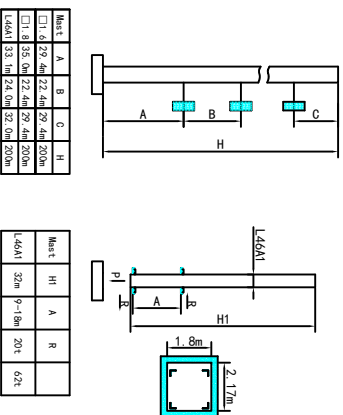 Mast A B C H
□1.6 29.4m 22.4m 29.4m 200m
□1.8 35.0m 22.4m 29.4m 200m
L46A1 33.1m 24.0m 32.0m 200m
A B C
H
L46A1
P R A R
H1
Mast H1 A R
L46A1 32m 9-18m 20t 62t
1.8m
2.17m